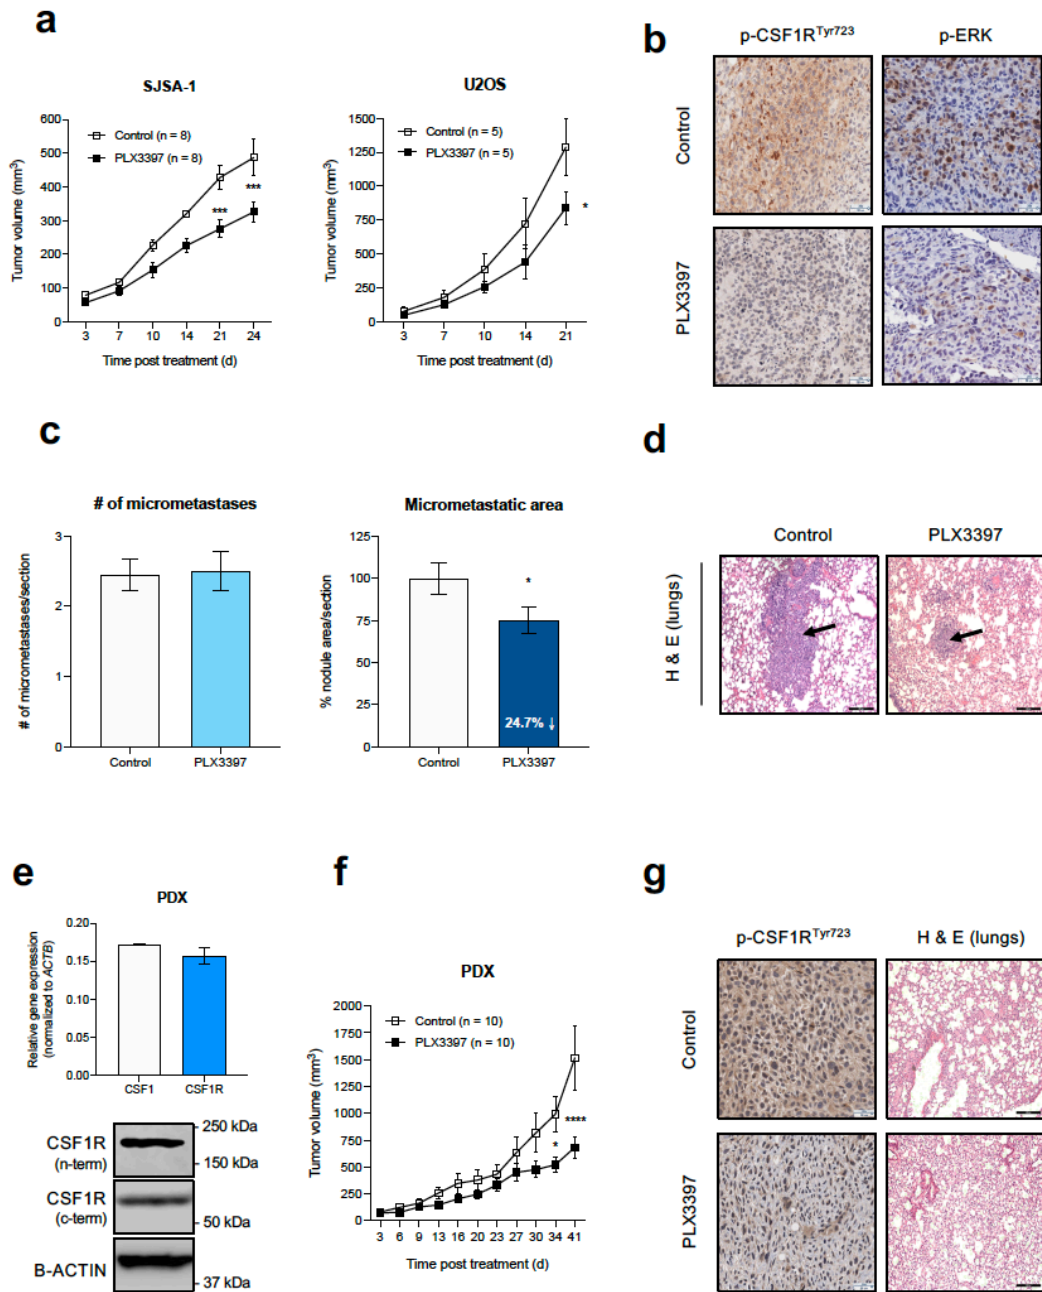 a
SJSA-1
Control (n = 8)
PLX3397 (n = 8)
Tumor volume (mm³)
600
500
400
300
200
100
0
***
***
3 7 10 14 21 24
Time post treatment (d)
U2OS
Control (n = 5)
PLX3397 (n = 5)
Tumor volume (mm³)
1500
1250
1000
750
500
250
0
*
3 7 10 14 21
Time post treatment (d)
b
p-CSF1R^Tyr723 p-ERK
Control
PLX3397
c
# of micrometastases
# of micrometastases/section
3
2
1
0
Control PLX3397
Micrometastatic area
% nodule area/section
125
100
75
50
25
0
*
24.7% ↓
Control PLX3397
d
Control PLX3397
H & E (lungs)
e
PDX
Relative gene expression
(normalized to ACTB)
0.20
0.15
0.10
0.05
0.00
CSF1 CSF1R
CSF1R
(n-term)
- 250 kDa
- 150 kDa
CSF1R
(c-term)
- 50 kDa
B-ACTIN
- 37 kDa
f
PDX
Control (n = 10)
PLX3397 (n = 10)
Tumor volume (mm³)
2000
1750
1500
1250
1000
750
500
250
0
****
*
3 6 9 13 16 20 23 27 30 34 41
Time post treatment (d)
g
p-CSF1R^Tyr723 H & E (lungs)
Control
PLX3397